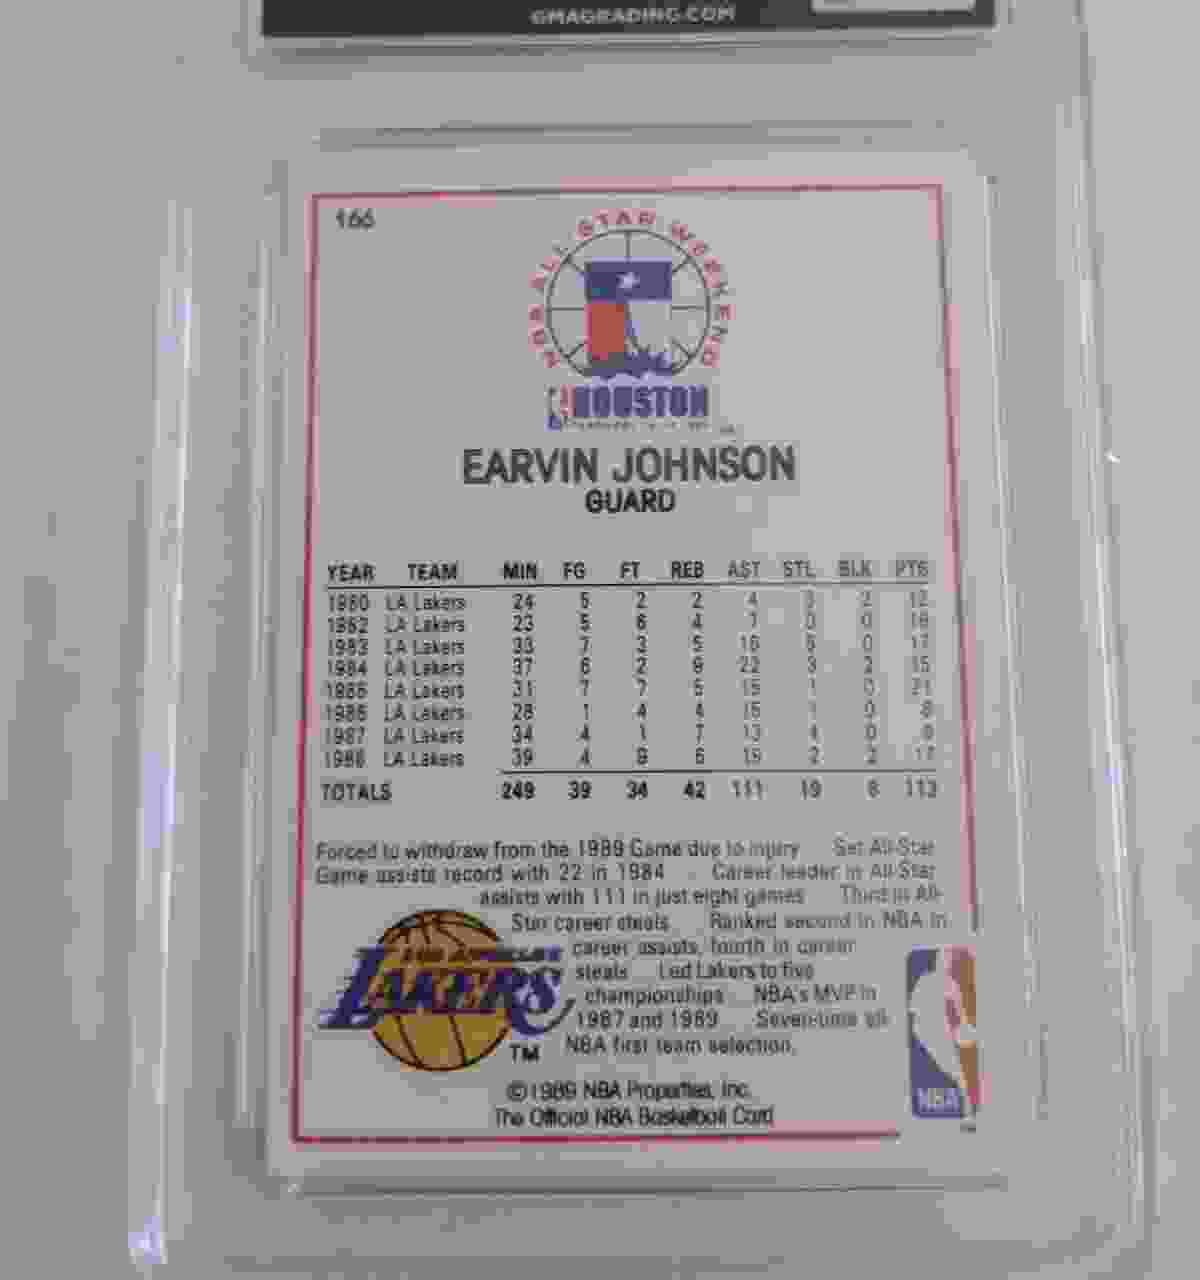 GMAGRADING.COM
166
NBA ALL STAR WEEKEND
HOUSTON
EARVIN JOHNSON
GUARD
YEAR TEAM MIN FG FT REB AST STL BLK PTS
1980 LA Lakers 24 5 2 2 4 3 2 12
1982 LA Lakers 23 5 6 4 7 0 0 16
1983 LA Lakers 33 7 3 5 16 5 0 17
1984 LA Lakers 37 6 2 9 22 3 2 15
1985 LA Lakers 31 7 7 5 15 1 0 21
1986 LA Lakers 28 1 4 4 15 1 0 6
1987 LA Lakers 34 4 1 7 13 4 0 9
1988 LA Lakers 39 4 9 6 19 2 2 17
TOTALS 249 39 34 42 111 19 6 113
Forced to withdraw from the 1989 Game due to injury Set All-Star
Game assists record with 22 in 1984 Career leader in All-Star
assists with 111 in just eight games Third in All-
Star career steals Ranked second in NBA in
career assists, fourth in career
steals Led Lakers to five
championships NBA's MVP in
1987 and 1989 Seven-time all-
NBA first team selection.
LOS ANGELES
LAKERS
TM
NBA
©1989 NBA Properties, Inc.
The Official NBA Basketball Card